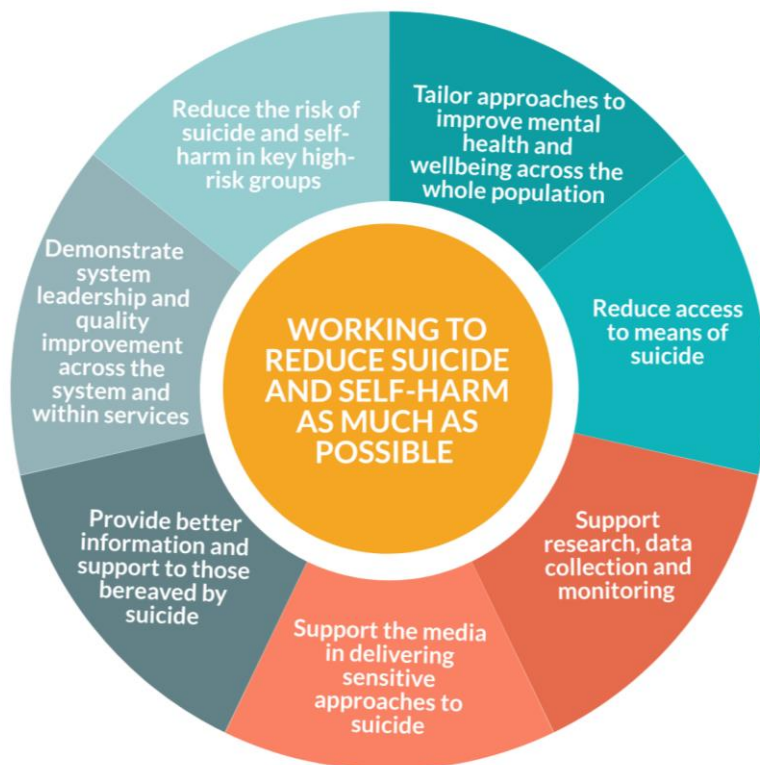 WORKING TO
REDUCE SUICIDE
AND SELF-HARM
AS MUCH AS
POSSIBLE
Tailor approaches to
improve mental
health and
wellbeing across the
whole population
Reduce access
to means of
suicide
Support
research, data
collection and
monitoring
Support the media
in delivering
sensitive
approaches to
suicide
Provide better
information and
support to those
bereaved by
suicide
Demonstrate
system
leadership and
quality
improvement
across the
system and
within services
Reduce the risk of
suicide and self-
harm in key high-
risk groups